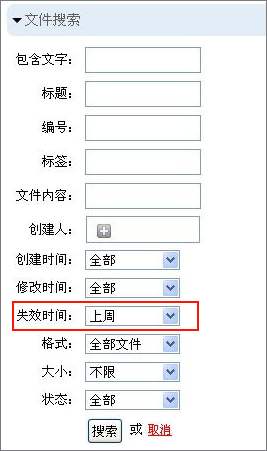 文件搜索
包含文字：
标题：
编号：
标签：
文件内容：
创建人：
创建时间： 全部
修改时间： 全部
失效时间： 上周
格式： 全部文件
大小： 不限
状态： 全部
搜索 或 取消